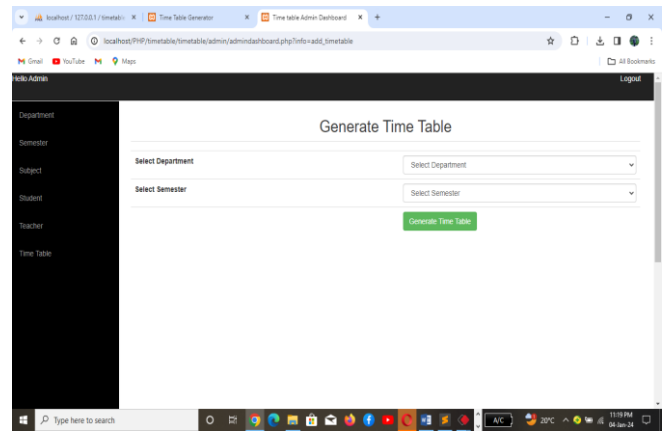 localhost / 127.0.0.1 / timetabl
Time Table Generator
Time table Admin Dashboard
localhost/PHP/timetable/timetable/admin/admindashboard.php?info=add_timetable
Gmail YouTube Maps All Bookmarks
Hello Admin Logout
Department
Generate Time Table
Semester
Select Department Select Department
Subject
Select Semester Select Semester
Student
Generate Time Table
Teacher
Time Table
Type here to search
A/C
20°C
11:19 PM
04-Jan-24